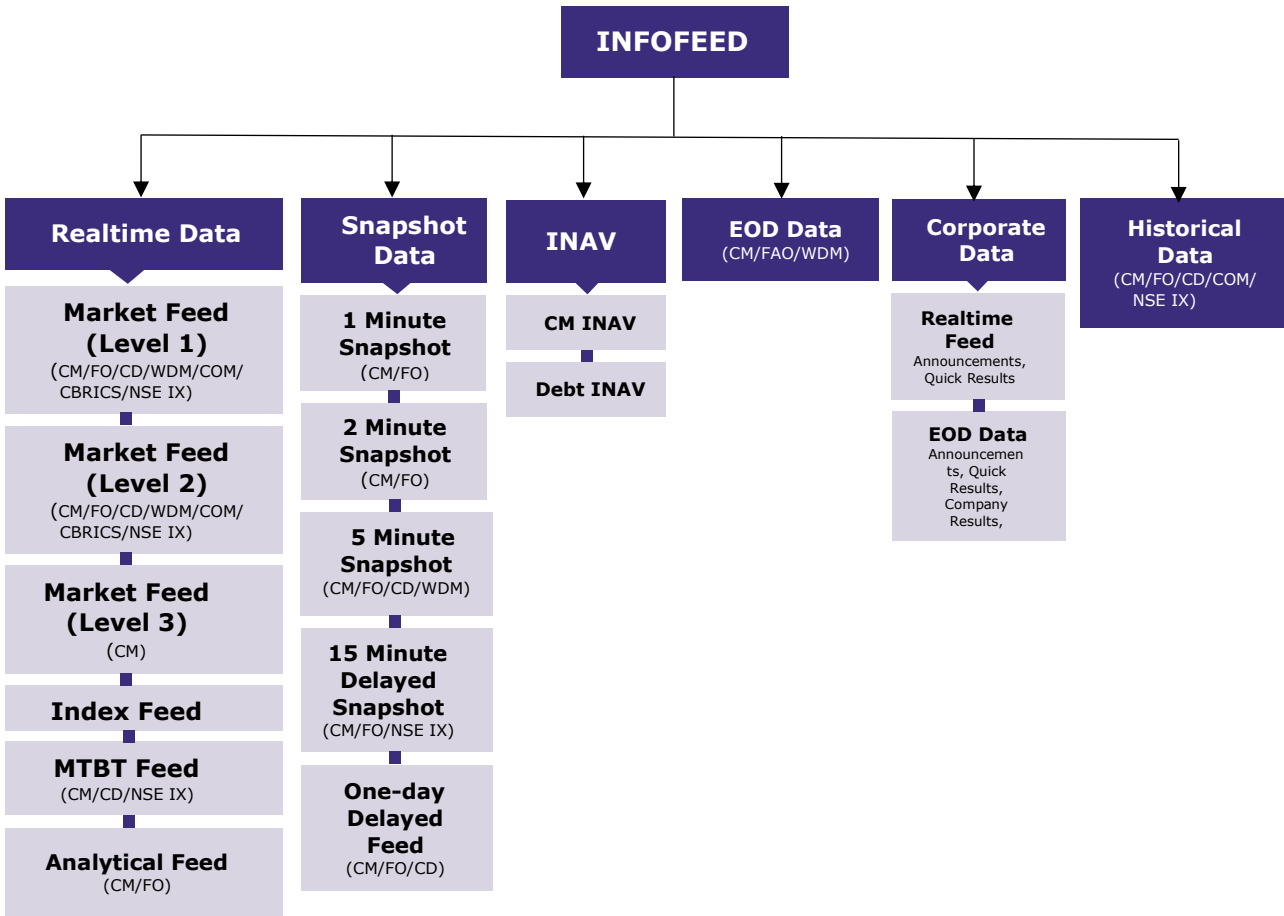 INFOFEED
Realtime Data
Market Feed
(Level 1)
(CM/FO/CD/WDM/COM/
CBRICS/NSE IX)
Market Feed
(Level 2)
(CM/FO/CD/WDM/COM/
CBRICS/NSE IX)
Market Feed
(Level 3)
(CM)
Index Feed
MTBT Feed
(CM/CD/NSE IX)
Analytical Feed
(CM/FO)
Snapshot
Data
1 Minute
Snapshot
(CM/FO)
2 Minute
Snapshot
(CM/FO)
5 Minute
Snapshot
(CM/FO/CD/WDM)
15 Minute
Delayed
Snapshot
(CM/FO/NSE IX)
One-day
Delayed
Feed
(CM/FO/CD)
INAV
CM INAV
Debt INAV
EOD Data
(CM/FAO/WDM)
Corporate
Data
Realtime
Feed
Announcements,
Quick Results
EOD Data
Announcemen
ts, Quick
Results,
Company
Results,
Historical
Data
(CM/FO/CD/COM/
NSE IX)